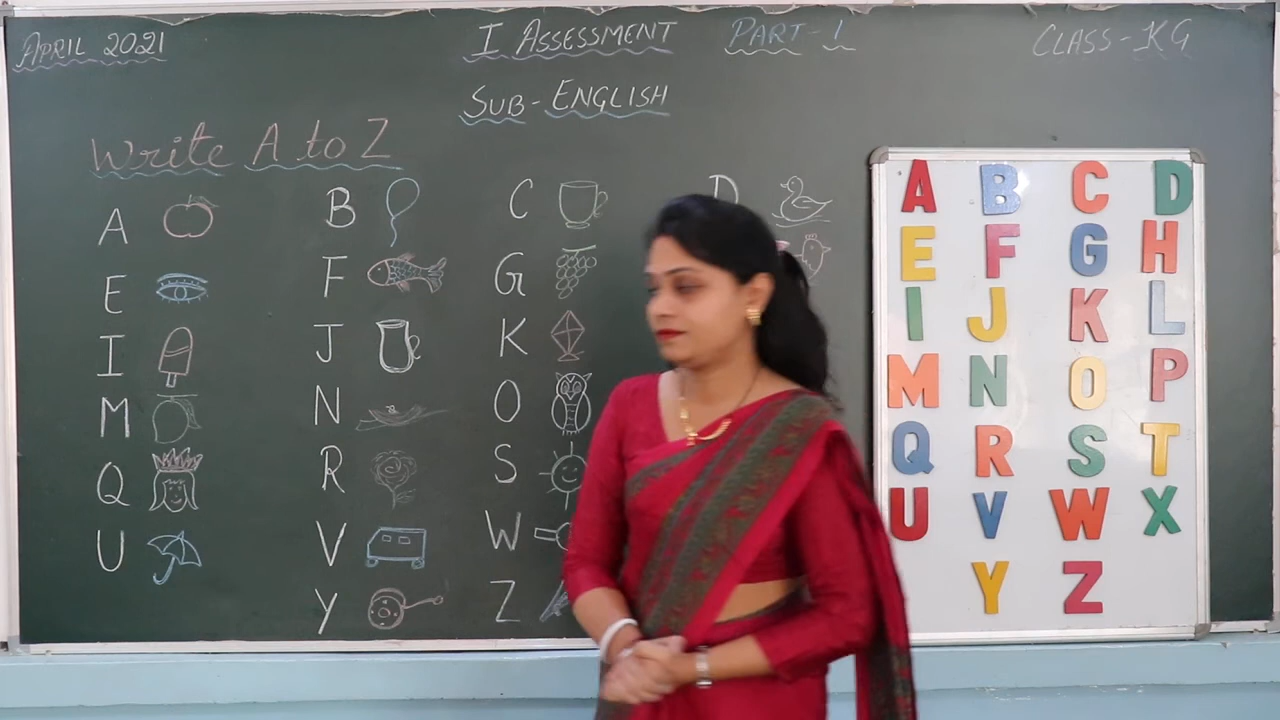 APRIL 2021 I ASSESSMENT PART-1 CLASS-KG
SUB-ENGLISH
Write A to Z
A B C D
E F G
I J K
M N O
Q R S
U V W
Y Z
A B C D
E F G H
I J K L
M N O P
Q R S T
U V W X
Y Z